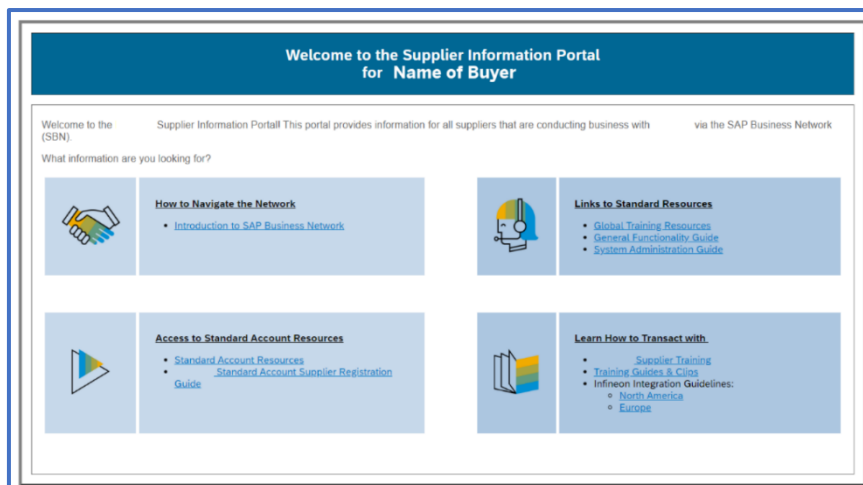 Welcome to the Supplier Information Portal
for Name of Buyer
Welcome to the Supplier Information Portal! This portal provides information for all suppliers that are conducting business with via the SAP Business Network
(SBN).
What information are you looking for?
How to Navigate the Network
• Introduction to SAP Business Network
Links to Standard Resources
• Global Training Resources
• General Functionality Guide
• System Administration Guide
Access to Standard Account Resources
• Standard Account Resources
• Standard Account Supplier Registration
Guide
Learn How to Transact with
• Supplier Training
• Training Guides & Clips
• Infineon Integration Guidelines:
o North America
o Europe